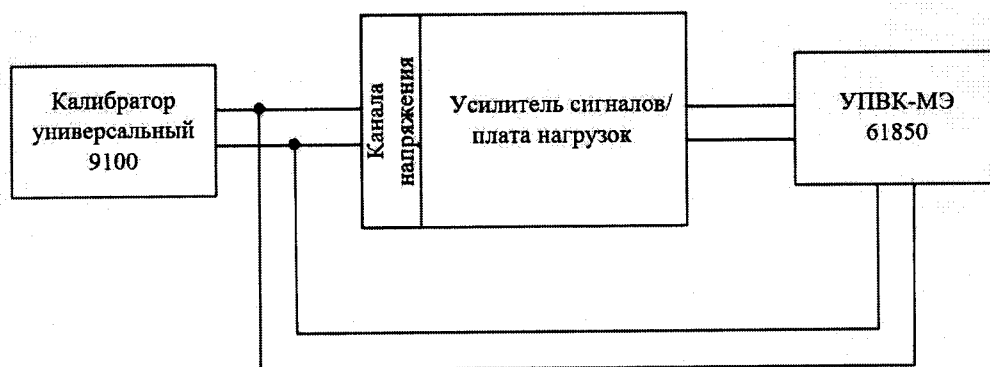 Калибратор
универсальный
9100
Канала
напряжения
Усилитель сигналов/
плата нагрузок
УПВК-МЭ
61850